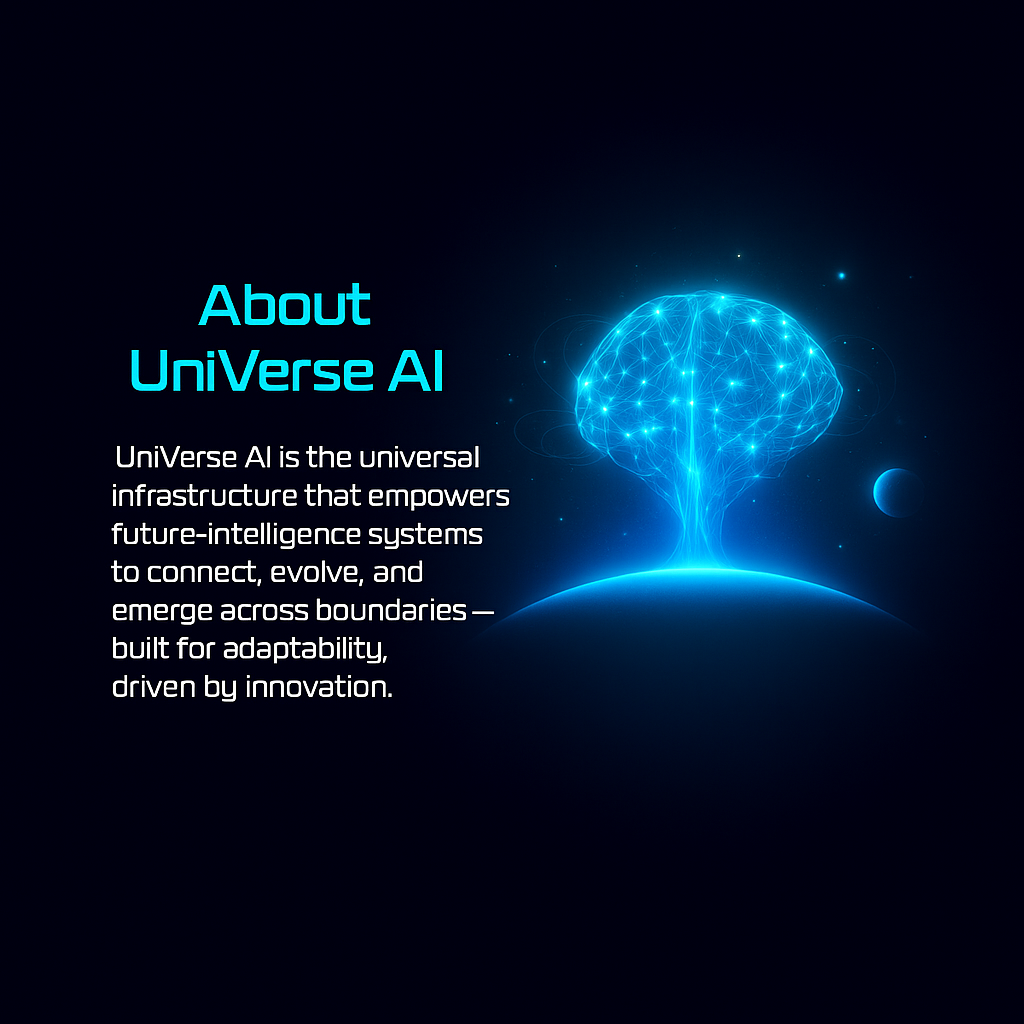 About
UniVerse AI
UniVerse AI is the universal
infrastructure that empowers
future-intelligence systems
to connect, evolve, and
emerge across boundaries —
built for adaptability,
driven by innovation.